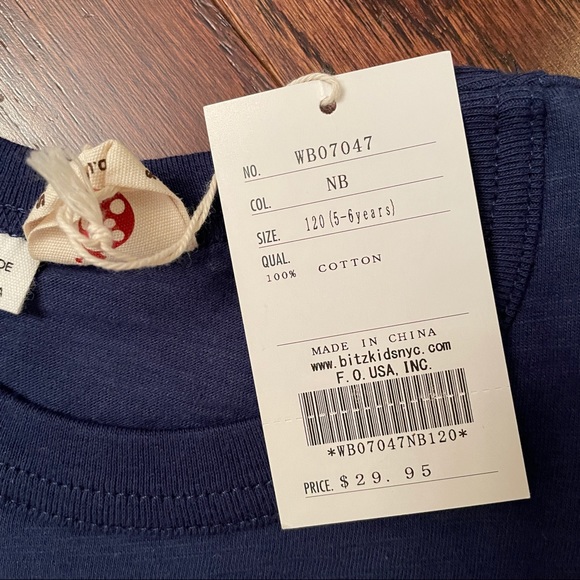 NO. WB07047
COL. NB
SIZE. 120 (5-6years)
QUAL.
100% COTTON
MADE IN CHINA
www.bitzkidsnyc.com
F.O.USA, INC.
*WB07047NB120*
PRICE. $29.95